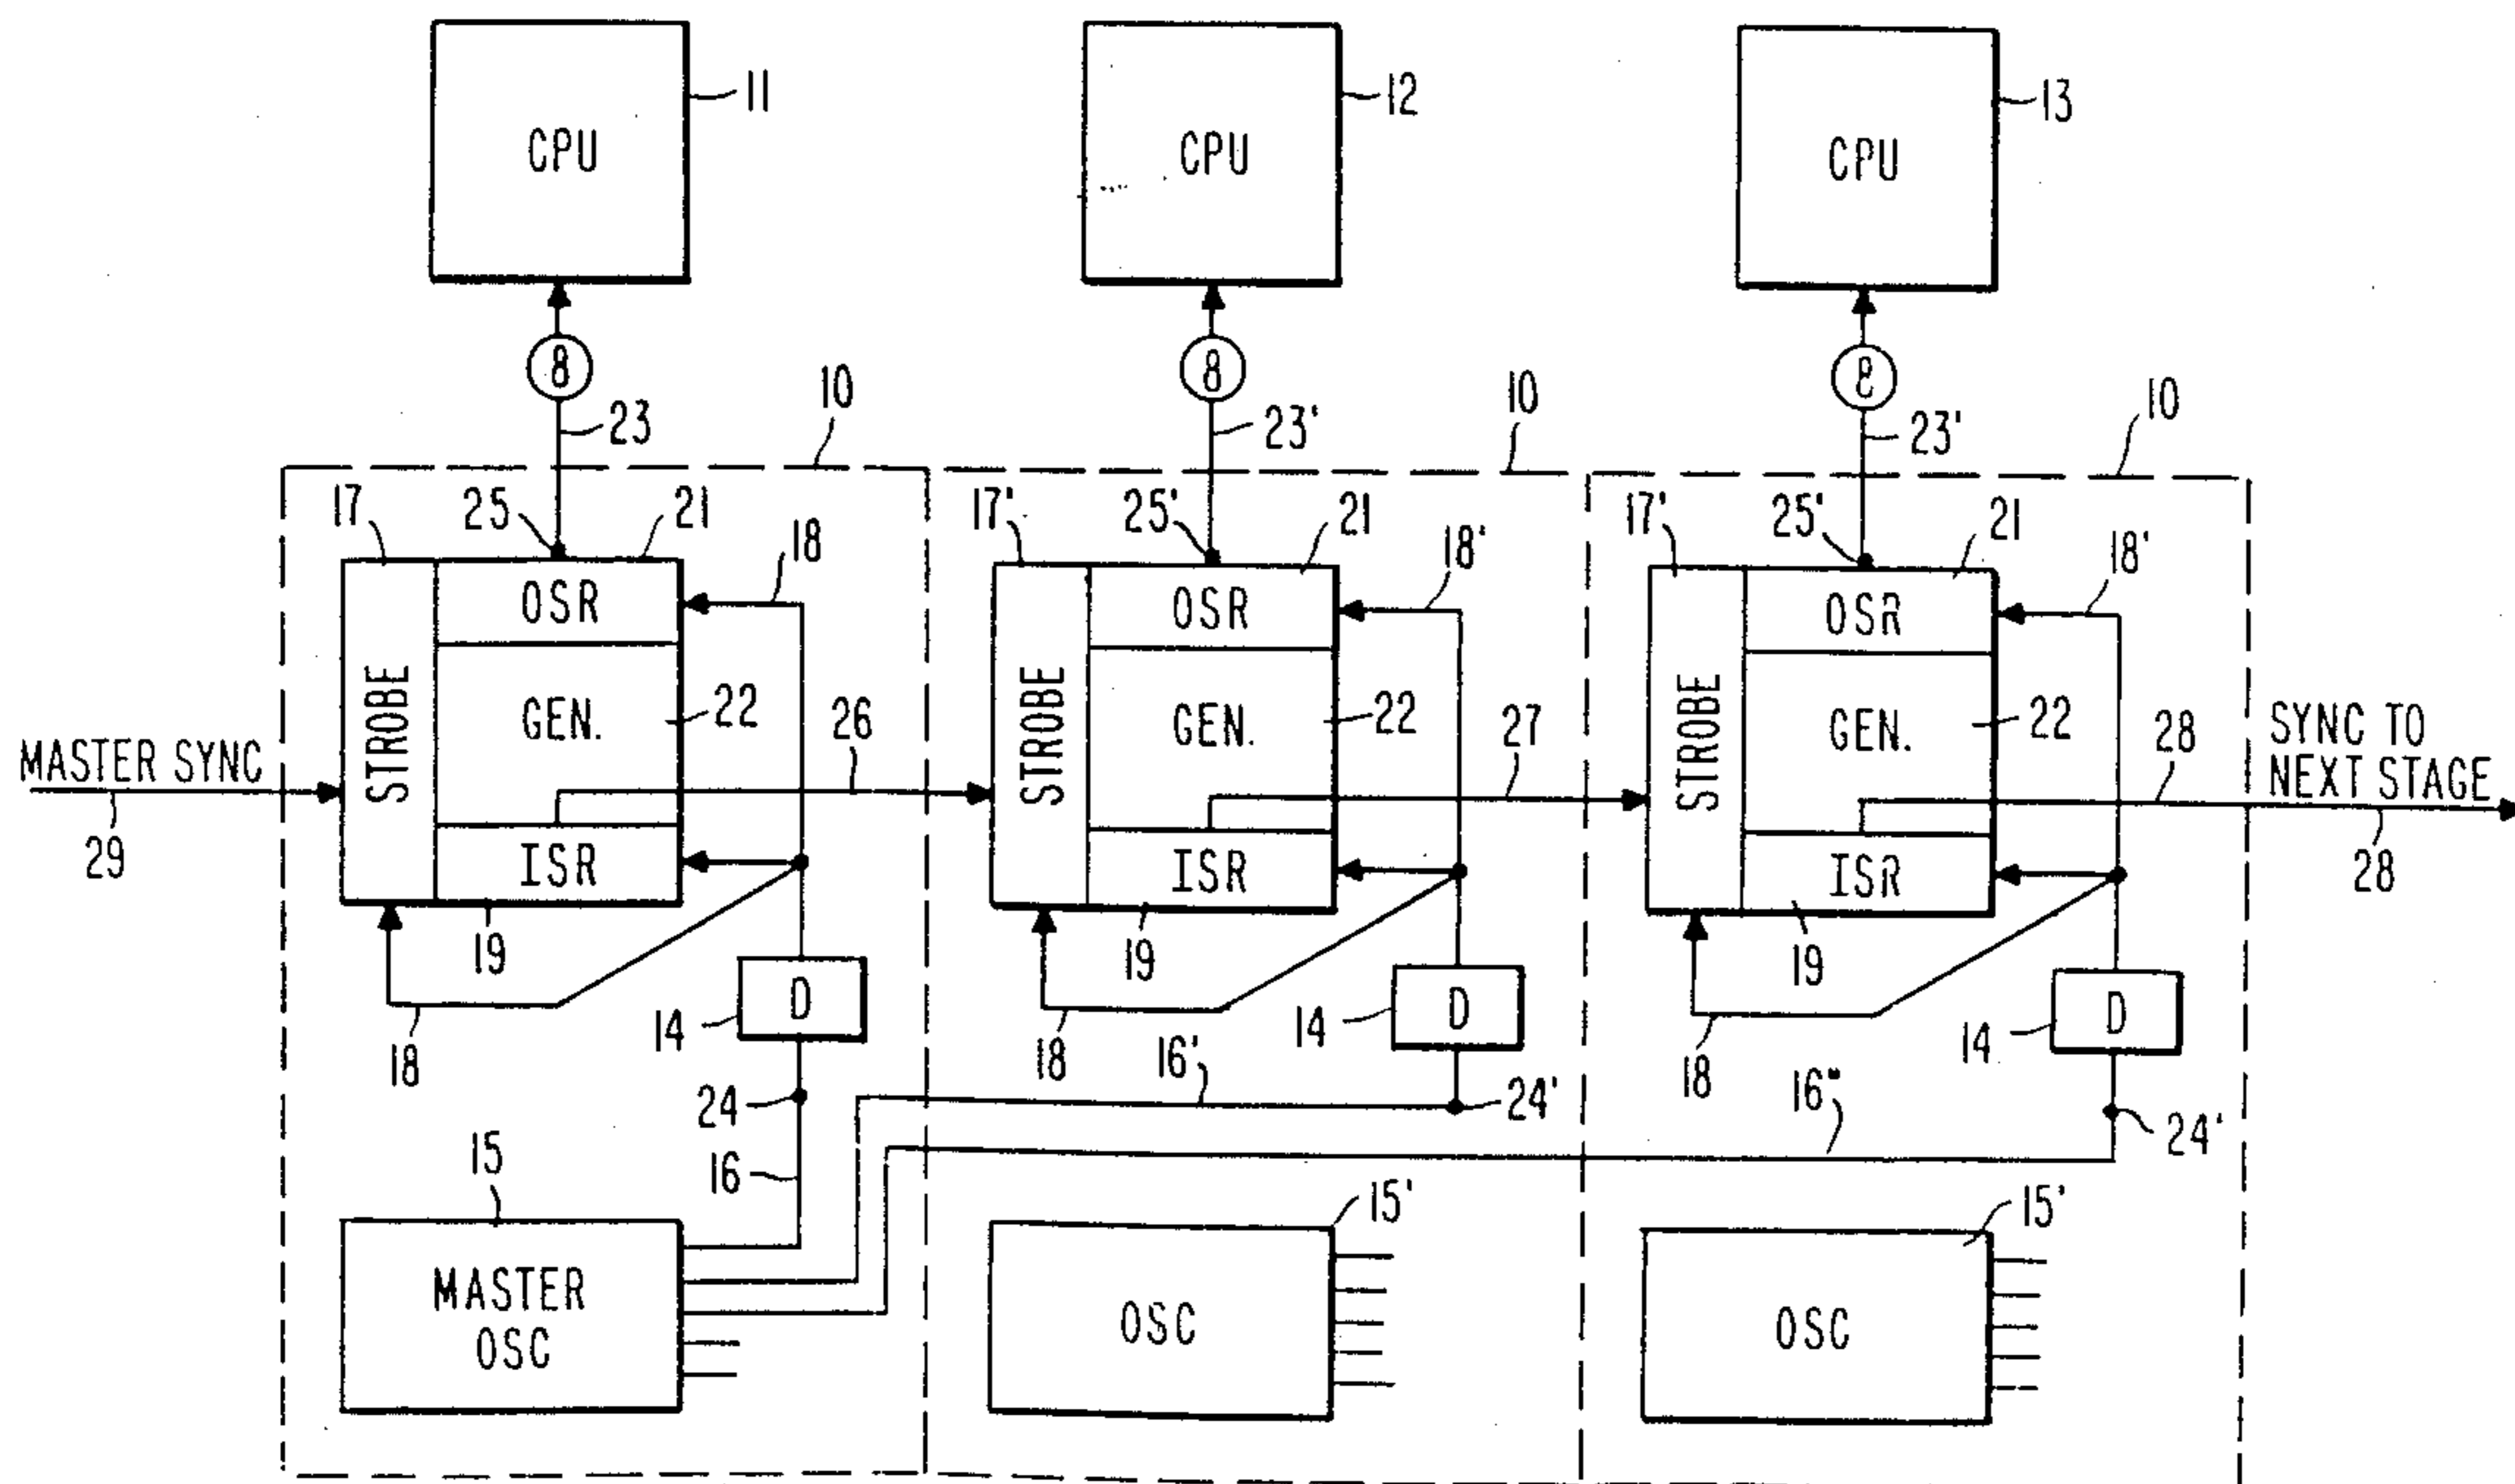 CPU
11
CPU
12
CPU
13
8
8
8
23
10
23'
10
23'
10
17
25
21
18
17'
25'
21
18'
17'
25'
21
18'
STROBE
OSR
GEN.
ISR
22
26
STROBE
OSR
GEN.
ISR
22
27
STROBE
OSR
GEN.
ISR
22
28
MASTER SYNC
29
SYNC TO
NEXT STAGE
28
19
18
14
D
19
18
14
D
19
18
14
D
24
16
16'
24'
16"
24'
15
MASTER
OSC
15'
OSC
15'
OSC